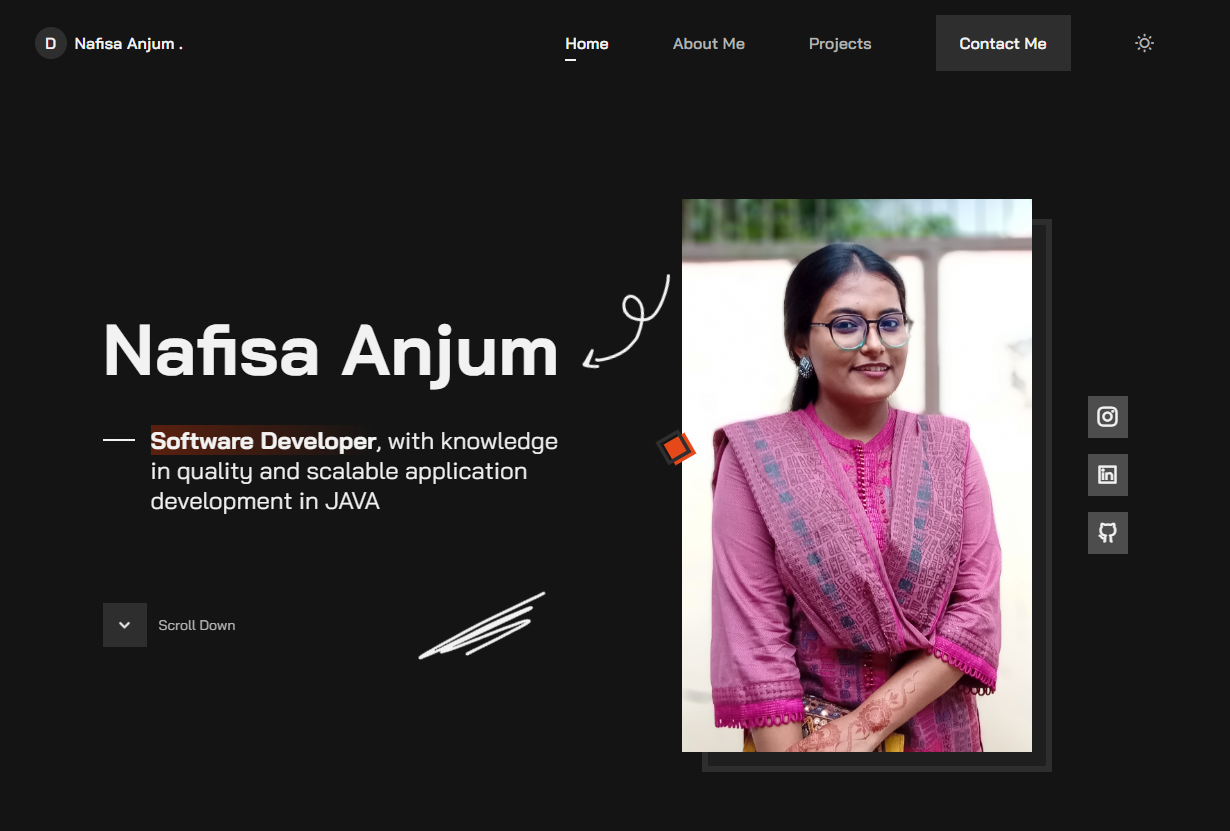 D Nafisa Anjum .
Home
About Me
Projects
Contact Me
Nafisa Anjum
Software Developer, with knowledge
in quality and scalable application
development in JAVA
in
Scroll Down